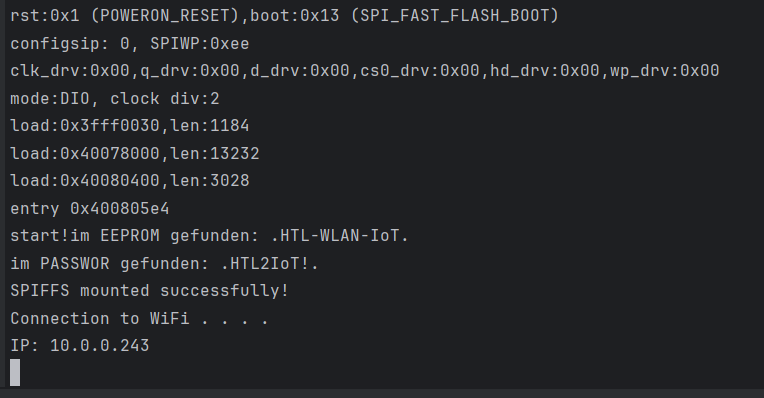 rst:0x1 (POWERON_RESET),boot:0x13 (SPI_FAST_FLASH_BOOT)
configsip: 0, SPIWP:0xee
clk_drv:0x00,q_drv:0x00,d_drv:0x00,cs0_drv:0x00,hd_drv:0x00,wp_drv:0x00
mode:DIO, clock div:2
load:0x3fff0030,len:1184
load:0x40078000,len:13232
load:0x40080400,len:3028
entry 0x400805e4
start!im EEPROM gefunden: .HTL-WLAN-IoT.
im PASSWOR gefunden: .HTL2IoT!.
SPIFFS mounted successfully!
Connection to WiFi . . . .
IP: 10.0.0.243